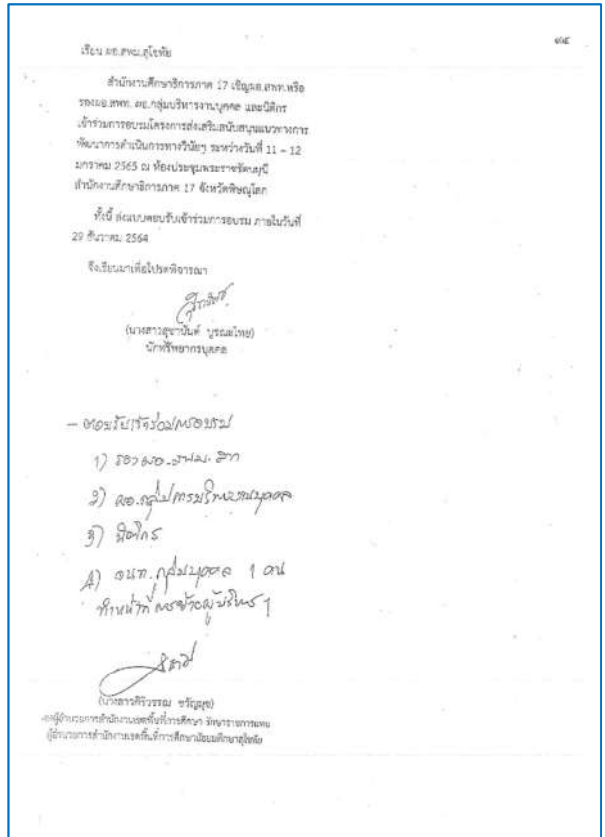 ๑๕
เรียน ผอ.สพม.สุโขทัย
สำนักงานศึกษาธิการภาค 17 เชิญผอ.สพท.หรือ
รองผอ.สพท. ผอ.กลุ่มบริหารงานบุคคล และนิติกร
เข้าร่วมการอบรมโครงการส่งเสริมสนับสนุนแนวทางการ
พัฒนาการดำเนินการทางวินัยฯ ระหว่างวันที่ 11 – 12
มกราคม 2565 ณ ห้องประชุมพระราชรัตนมุนี
สำนักงานศึกษาธิการภาค 17 จังหวัดพิษณุโลก
ทั้งนี้ ส่งแบบตอบรับเข้าร่วมการอบรม ภายในวันที่
29 ธันวาคม 2564
จึงเรียนมาเพื่อโปรดพิจารณา
(นางสาวสุชานันต์ บูรณะไทย)
นักทรัพยากรบุคคล
– ตอบรับเข้าร่วมการอบรม
1) รอง ผอ.สพม.สท
2) ผอ.กลุ่มการบริหารงานบุคคล
3) นิติกร
4) จนท.กลุ่มบุคคล 1 คน
ทำหน้าที่
(นางสาวศิริวรรณ ขวัญมุข)
รองผู้อำนวยการสำนักงานเขตพื้นที่การศึกษา รักษาราชการแทน
ผู้อำนวยการสำนักงานเขตพื้นที่การศึกษามัธยมศึกษาสุโขทัย